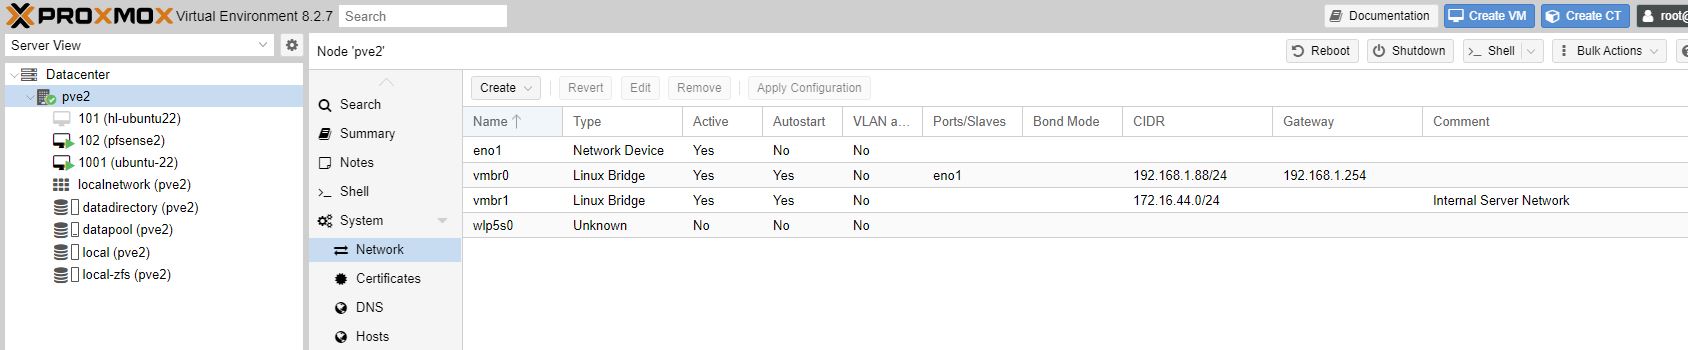 PROXMOX Virtual Environment 8.2.7 Search Documentation Create VM Create CT root@
Server View
Node 'pve2' Reboot Shutdown Shell Bulk Actions
Datacenter
pve2
101 (hl-ubuntu22)
102 (pfsense2)
1001 (ubuntu-22)
localnetwork (pve2)
datadirectory (pve2)
datapool (pve2)
local (pve2)
local-zfs (pve2)
Search
Summary
Notes
Shell
System
Network
Certificates
DNS
Hosts
Create Revert Edit Remove Apply Configuration
Name Type Active Autostart VLAN a... Ports/Slaves Bond Mode CIDR Gateway Comment
eno1 Network Device Yes No No
vmbr0 Linux Bridge Yes Yes No eno1 192.168.1.88/24 192.168.1.254
vmbr1 Linux Bridge Yes Yes No 172.16.44.0/24 Internal Server Network
wlp5s0 Unknown No No No